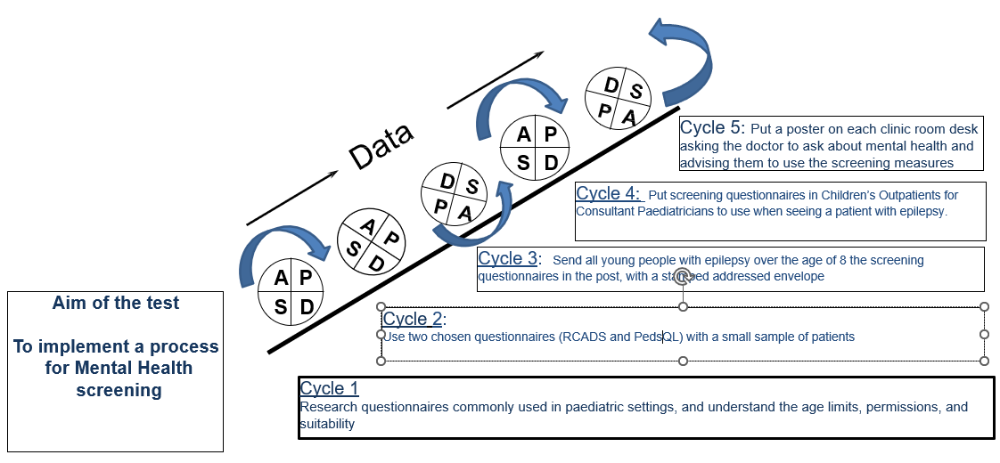 Data
D S
P A
A P
S D
D S
P A
A P
S D
A P
S D
Cycle 5: Put a poster on each clinic room desk
asking the doctor to ask about mental health and
advising them to use the screening measures
Cycle 4: Put screening questionnaires in Children's Outpatients for
Consultant Paediatricians to use when seeing a patient with epilepsy.
Cycle 3: Send all young people with epilepsy over the age of 8 the screening
questionnaires in the post, with a stamped addressed envelope
Cycle 2:
Use two chosen questionnaires (RCADS and PedsQL) with a small sample of patients
Cycle 1
Research questionnaires commonly used in paediatric settings, and understand the age limits, permissions, and
suitability
Aim of the test
To implement a process
for Mental Health
screening